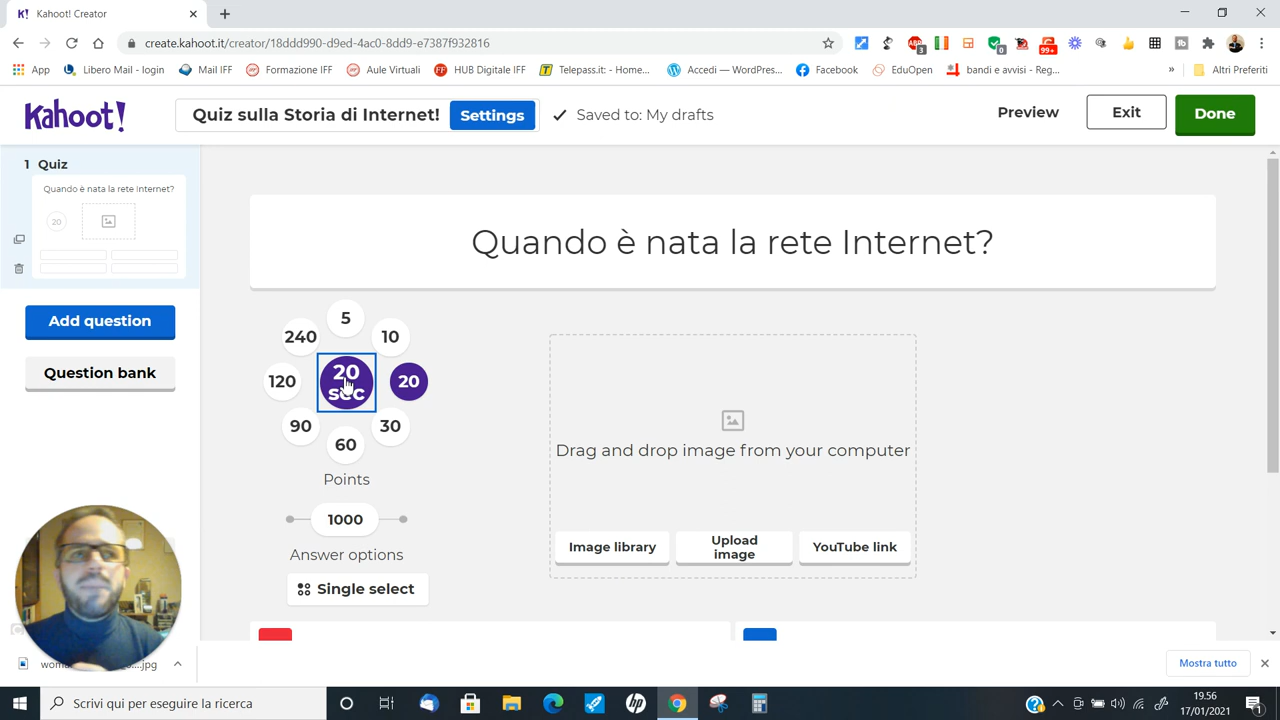 Kahoot! Creator
create.kahoot.it/creator/18ddd990-d9ed-4ac0-8dd9-e7387f932816
3
0
99+
App
Libero Mail - login
Mail IFF
Formazione IFF
Aule Virtuali
HUB Digitale IFF
Telepass.it: - Home...
Accedi — WordPres...
Facebook
EduOpen
bandi e avvisi - Reg...
»
Altri Preferiti
Kahoot!
Quiz sulla Storia di Internet!
Settings
Saved to: My drafts
Preview
Exit
Done
1 Quiz
Quando è nata la rete Internet?
20
Add question
Question bank
Quando è nata la rete Internet?
5
240
10
120
20 sec
20
90
30
60
Points
1000
Answer options
Single select
Drag and drop image from your computer
Image library
Upload image
YouTube link
Mostra tutto
Scrivi qui per eseguire la ricerca
19.56
17/01/2021
1